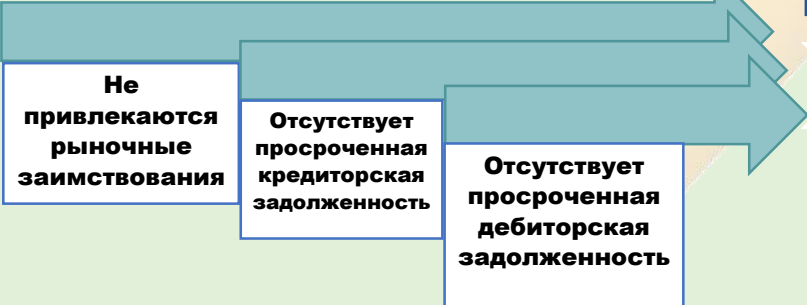 Не
привлекаются
рыночные
заимствования
Отсутствует
просроченная
кредиторская
задолженность
Отсутствует
просроченная
дебиторская
задолженность